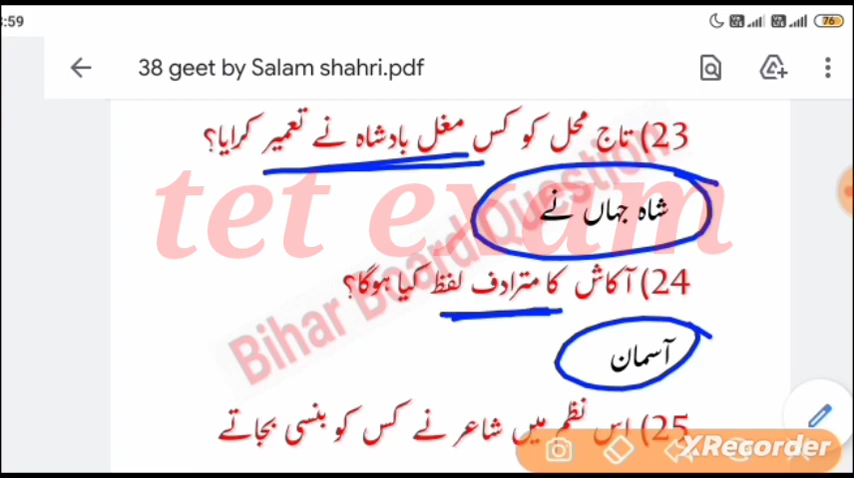 :59
76
38 geet by Salam shahri.pdf
23) تاج محل کو کس مغل بادشاہ نے تعمیر کرایا؟
شاہ جہاں نے
24) آکاش کا مترادف لفظ کیا ہوگا؟
آسمان
25) اس نظم میں شاعر نے کس کو بنسی بجاتے
tet exam
Bihar Board Question
XRecorder